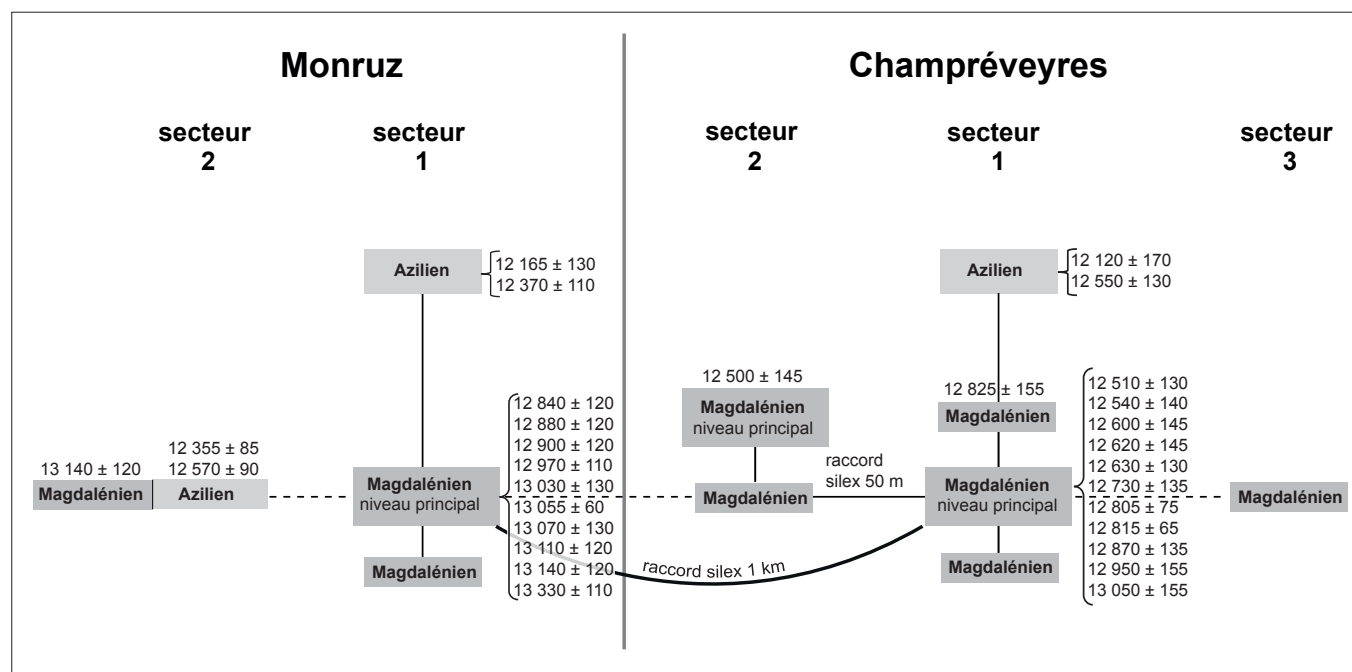 Monruz
secteur
2
secteur
1
Azilien
12 165 ± 130
12 370 ± 110
12 355 ± 85
12 570 ± 90
13 140 ± 120
Magdalénien
Azilien
Magdalénien
niveau principal
12 840 ± 120
12 880 ± 120
12 900 ± 120
12 970 ± 110
13 030 ± 130
13 055 ± 60
13 070 ± 130
13 110 ± 120
13 140 ± 120
13 330 ± 110
Magdalénien
raccord silex 1 km
Champréveyres
secteur
2
secteur
1
secteur
3
Azilien
12 120 ± 170
12 550 ± 130
12 500 ± 145
Magdalénien
niveau principal
12 825 ± 155
Magdalénien
raccord
silex 50 m
Magdalénien
Magdalénien
niveau principal
12 510 ± 130
12 540 ± 140
12 600 ± 145
12 620 ± 145
12 630 ± 130
12 730 ± 135
12 805 ± 75
12 815 ± 65
12 870 ± 135
12 950 ± 155
13 050 ± 155
Magdalénien
Magdalénien